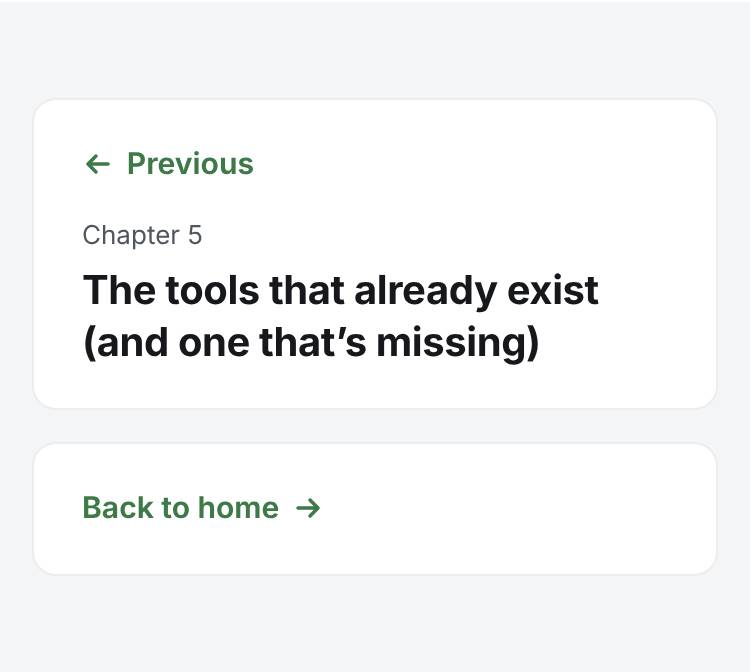 ← Previous
Chapter 5
The tools that already exist
(and one that’s missing)
Back to home →